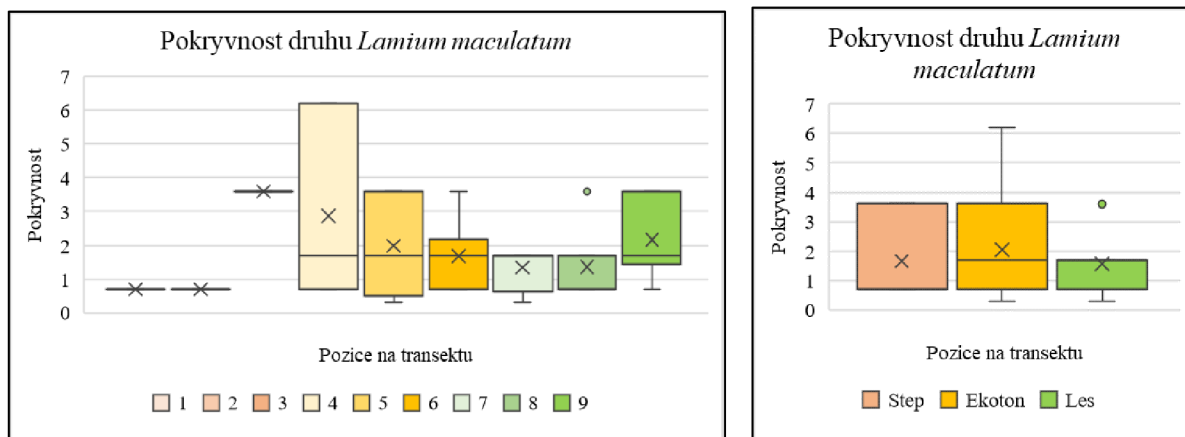 Pokryvnost druhu Lamium maculatum
7
6
5
4
3
2
1
0
Pokryvnost
Pozice na transektu
1 2 3 4 5 6 7 8 9
Pokryvnost druhu Lamium
maculatum
7
6
5
4
3
2
1
0
Pokryvnost
Pozice na transektu
Step Ekoton Les